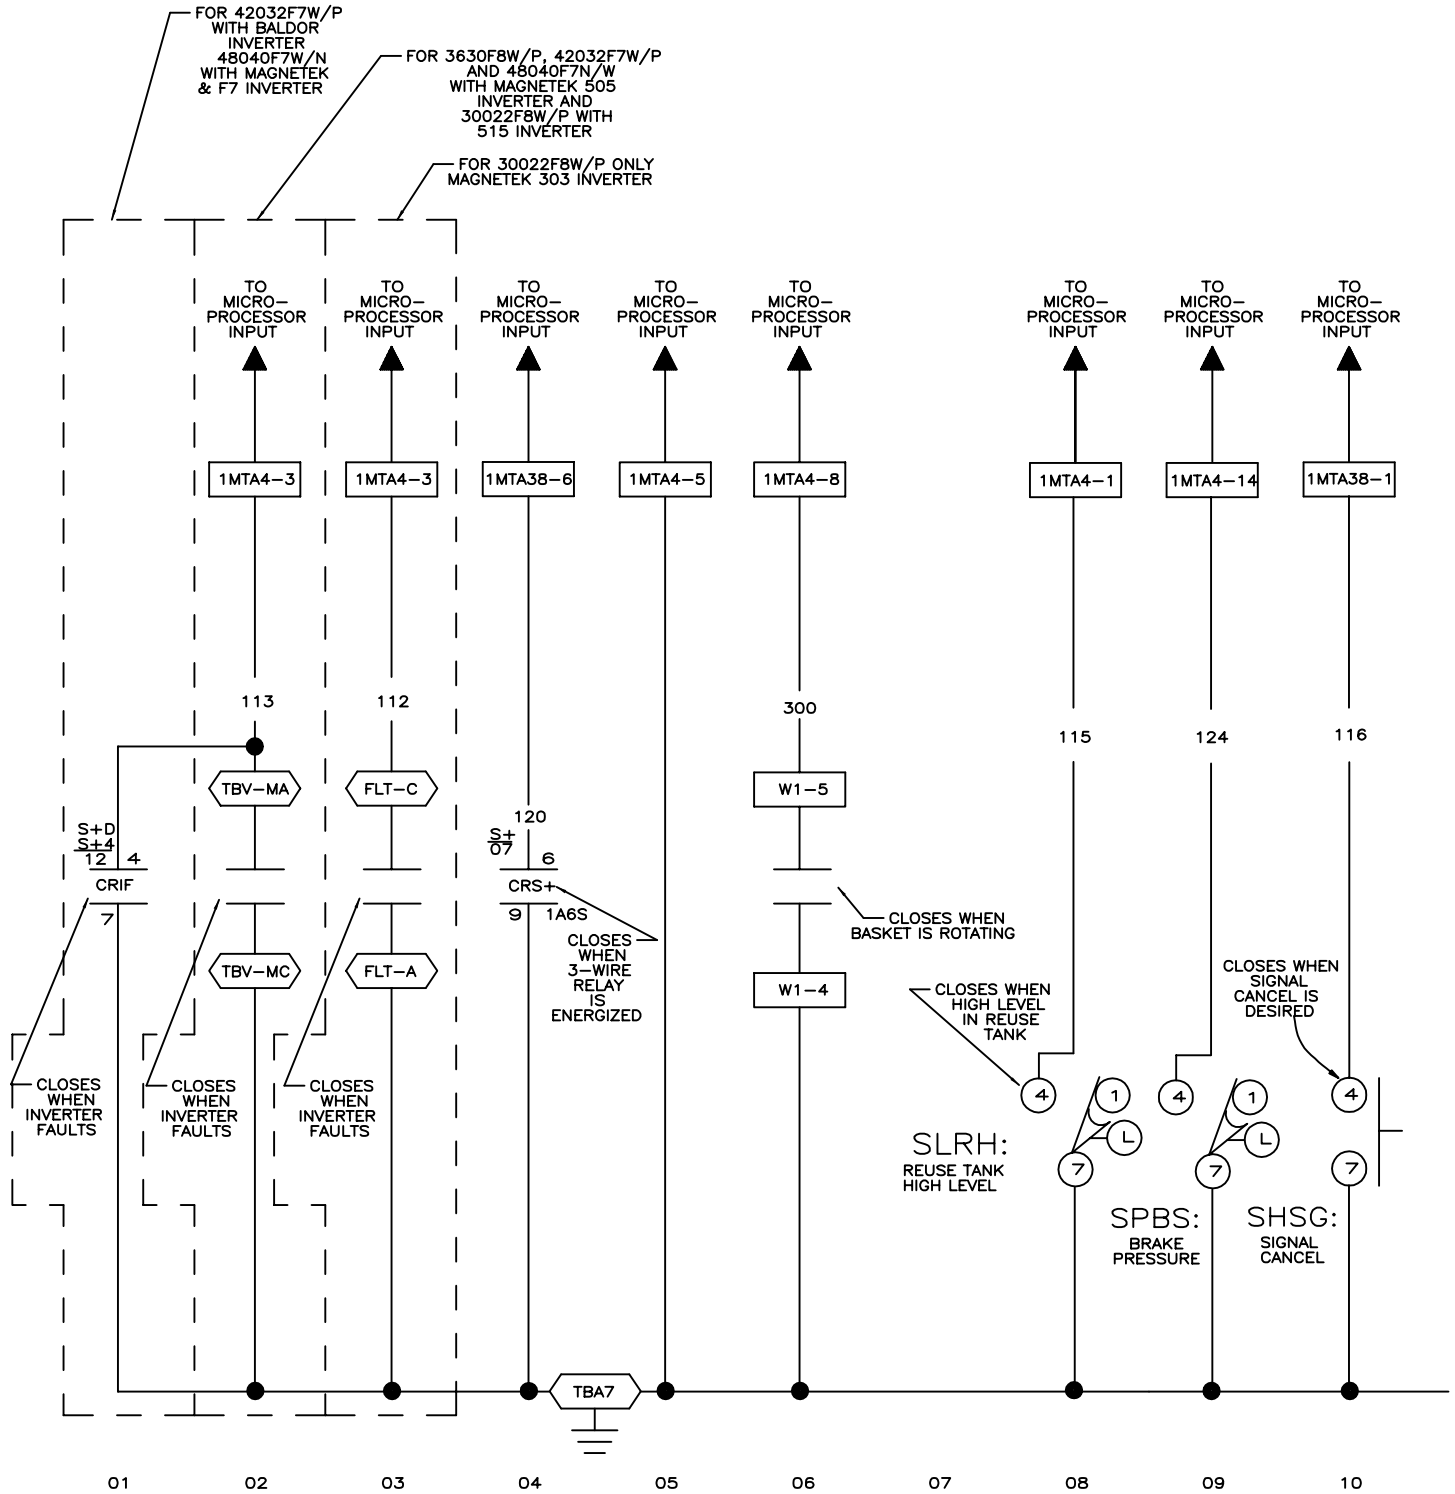 FOR 42032F7W/P
WITH BALDOR
INVERTER
48040F7W/N
WITH MAGNETEK
& F7 INVERTER
FOR 3630F8W/P, 42032F7W/P
AND 48040F7N/W
WITH MAGNETEK 505
INVERTER AND
30022F8W/P WITH
515 INVERTER
FOR 30022F8W/P ONLY
MAGNETEK 303 INVERTER
TO
MICRO-
PROCESSOR
INPUT
TO
MICRO-
PROCESSOR
INPUT
TO
MICRO-
PROCESSOR
INPUT
TO
MICRO-
PROCESSOR
INPUT
TO
MICRO-
PROCESSOR
INPUT
TO
MICRO-
PROCESSOR
INPUT
TO
MICRO-
PROCESSOR
INPUT
TO
MICRO-
PROCESSOR
INPUT
1MTA4-3
1MTA4-3
1MTA38-6
1MTA4-5
1MTA4-8
1MTA4-1
1MTA4-14
1MTA38-1
113
112
300
115
124
116
TBV-MA
FLT-C
W1-5
120
S+D
S+4
12 4
CRIF
7
S+
07
6
CRS+
9 1A6S
CLOSES
WHEN
3-WIRE
RELAY
IS
ENERGIZED
CLOSES WHEN
BASKET IS ROTATING
TBV-MC
FLT-A
W1-4
CLOSES WHEN
HIGH LEVEL
IN REUSE
TANK
CLOSES WHEN
SIGNAL
CANCEL IS
DESIRED
CLOSES
WHEN
INVERTER
FAULTS
CLOSES
WHEN
INVERTER
FAULTS
CLOSES
WHEN
INVERTER
FAULTS
4
1
L
7
4
1
L
7
4
7
SLRH:
REUSE TANK
HIGH LEVEL
SPBS:
BRAKE
PRESSURE
SHSG:
SIGNAL
CANCEL
TBA7
01 02 03 04 05 06 07 08 09 10